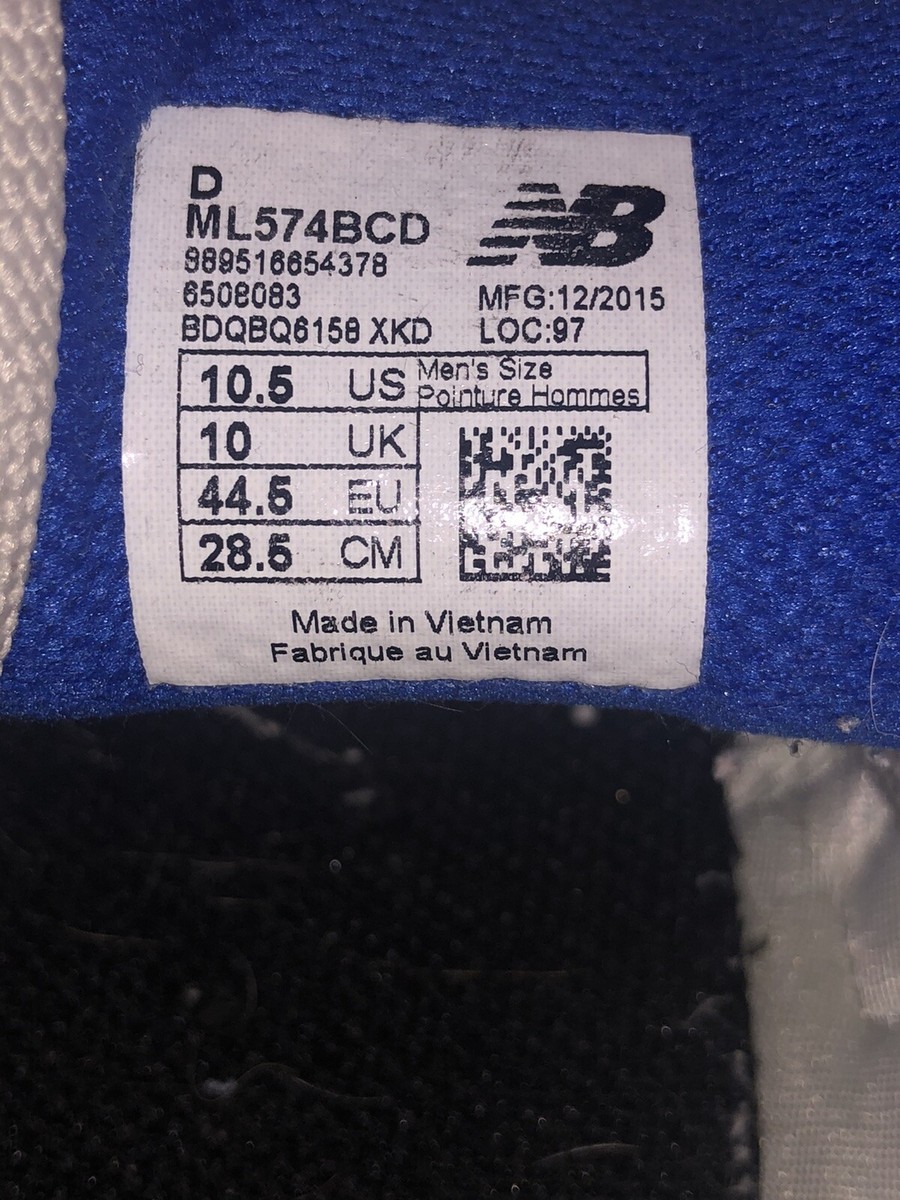 D
ML574BCD
NB
889516654378
6508083
MFG:12/2015
BDQBQ6158 XKD
LOC:97
10.5 US Men's Size
Pointure Hommes
10 UK
44.5 EU
28.5 CM
Made in Vietnam
Fabrique au Vietnam